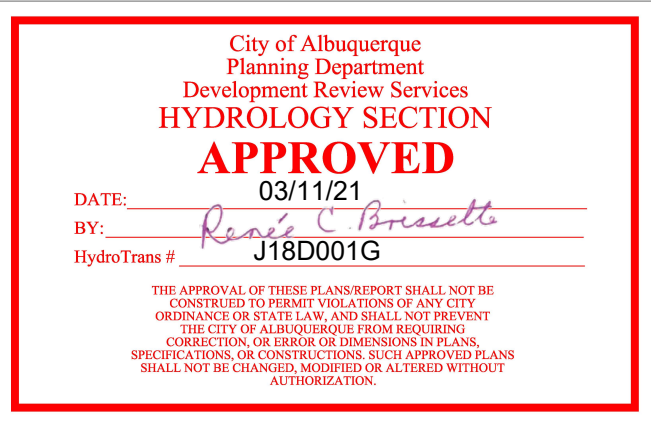 City of Albuquerque
Planning Department
Development Review Services
HYDROLOGY SECTION
APPROVED
DATE: 03/11/21
BY: Renée C. Brissette
HydroTrans # J18D001G
THE APPROVAL OF THESE PLANS/REPORT SHALL NOT BE
CONSTRUED TO PERMIT VIOLATIONS OF ANY CITY
ORDINANCE OR STATE LAW, AND SHALL NOT PREVENT
THE CITY OF ALBUQUERQUE FROM REQUIRING
CORRECTION, OR ERROR OR DIMENSIONS IN PLANS,
SPECIFICATIONS, OR CONSTRUCTIONS. SUCH APPROVED PLANS
SHALL NOT BE CHANGED, MODIFIED OR ALTERED WITHOUT
AUTHORIZATION.